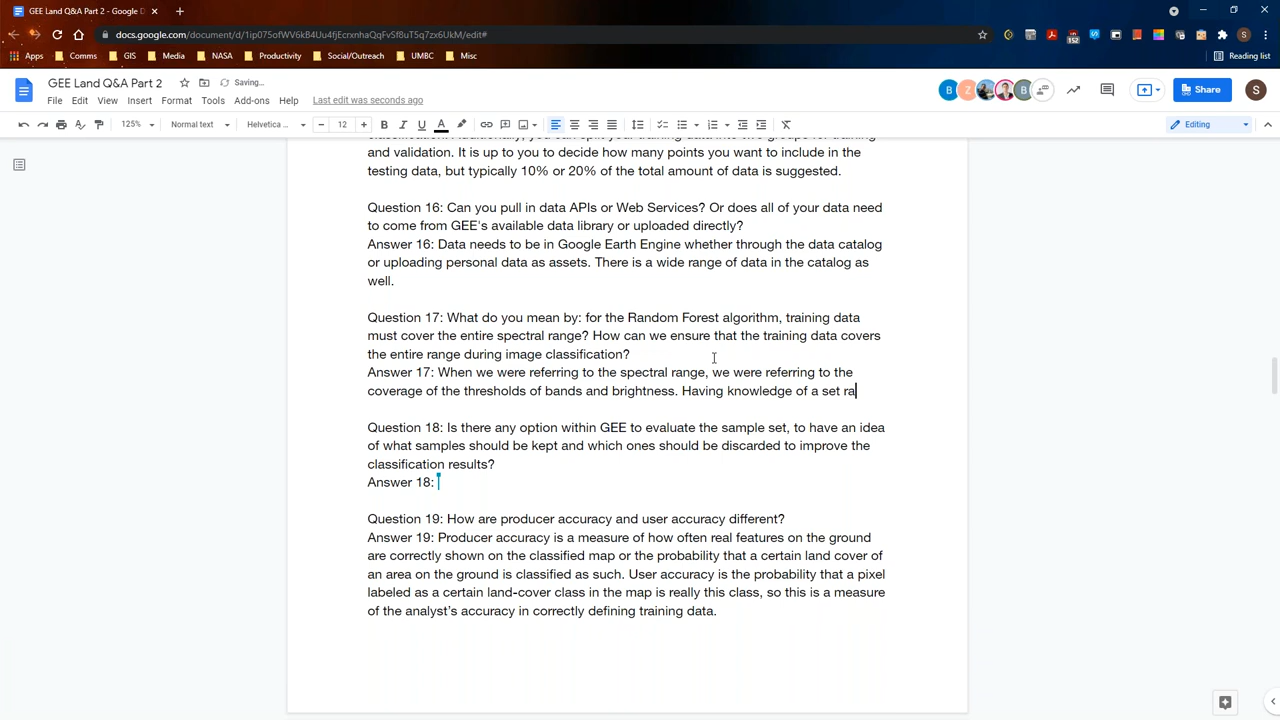 GEE Land Q&A Part 2 - Google D
docs.google.com/document/d/1ip075ofWV6kB4Uu4fjEcrxnhaQqFvSf8uT5q7zx6UkM/edit#
Apps Comms GIS Media NASA Productivity Social/Outreach UMBC Misc Reading list
GEE Land Q&A Part 2 Saving...
File Edit View Insert Format Tools Add-ons Help Last edit was seconds ago
B Z B Share S
125% Normal text Helvetica ... 12 B I U A Editing
and validation. It is up to you to decide how many points you want to include in the
testing data, but typically 10% or 20% of the total amount of data is suggested.
Question 16: Can you pull in data APIs or Web Services? Or does all of your data need
to come from GEE's available data library or uploaded directly?
Answer 16: Data needs to be in Google Earth Engine whether through the data catalog
or uploading personal data as assets. There is a wide range of data in the catalog as
well.
Question 17: What do you mean by: for the Random Forest algorithm, training data
must cover the entire spectral range? How can we ensure that the training data covers
the entire range during image classification?
Answer 17: When we were referring to the spectral range, we were referring to the
coverage of the thresholds of bands and brightness. Having knowledge of a set ra
Question 18: Is there any option within GEE to evaluate the sample set, to have an idea
of what samples should be kept and which ones should be discarded to improve the
classification results?
Answer 18:
Question 19: How are producer accuracy and user accuracy different?
Answer 19: Producer accuracy is a measure of how often real features on the ground
are correctly shown on the classified map or the probability that a certain land cover of
an area on the ground is classified as such. User accuracy is the probability that a pixel
labeled as a certain land-cover class in the map is really this class, so this is a measure
of the analyst's accuracy in correctly defining training data.